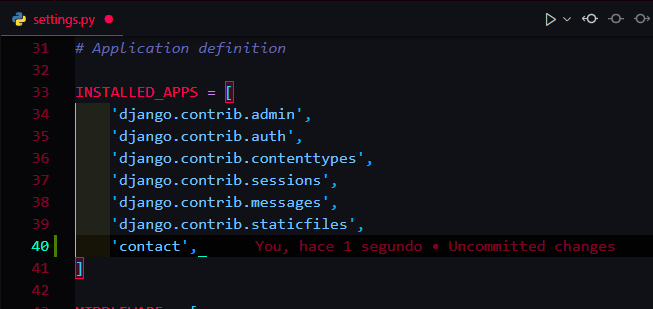 settings.py
31 # Application definition
32
33 INSTALLED_APPS = [
34 'django.contrib.admin',
35 'django.contrib.auth',
36 'django.contrib.contenttypes',
37 'django.contrib.sessions',
38 'django.contrib.messages',
39 'django.contrib.staticfiles',
40 'contact', You, hace 1 segundo • Uncommitted changes
41 ]
42